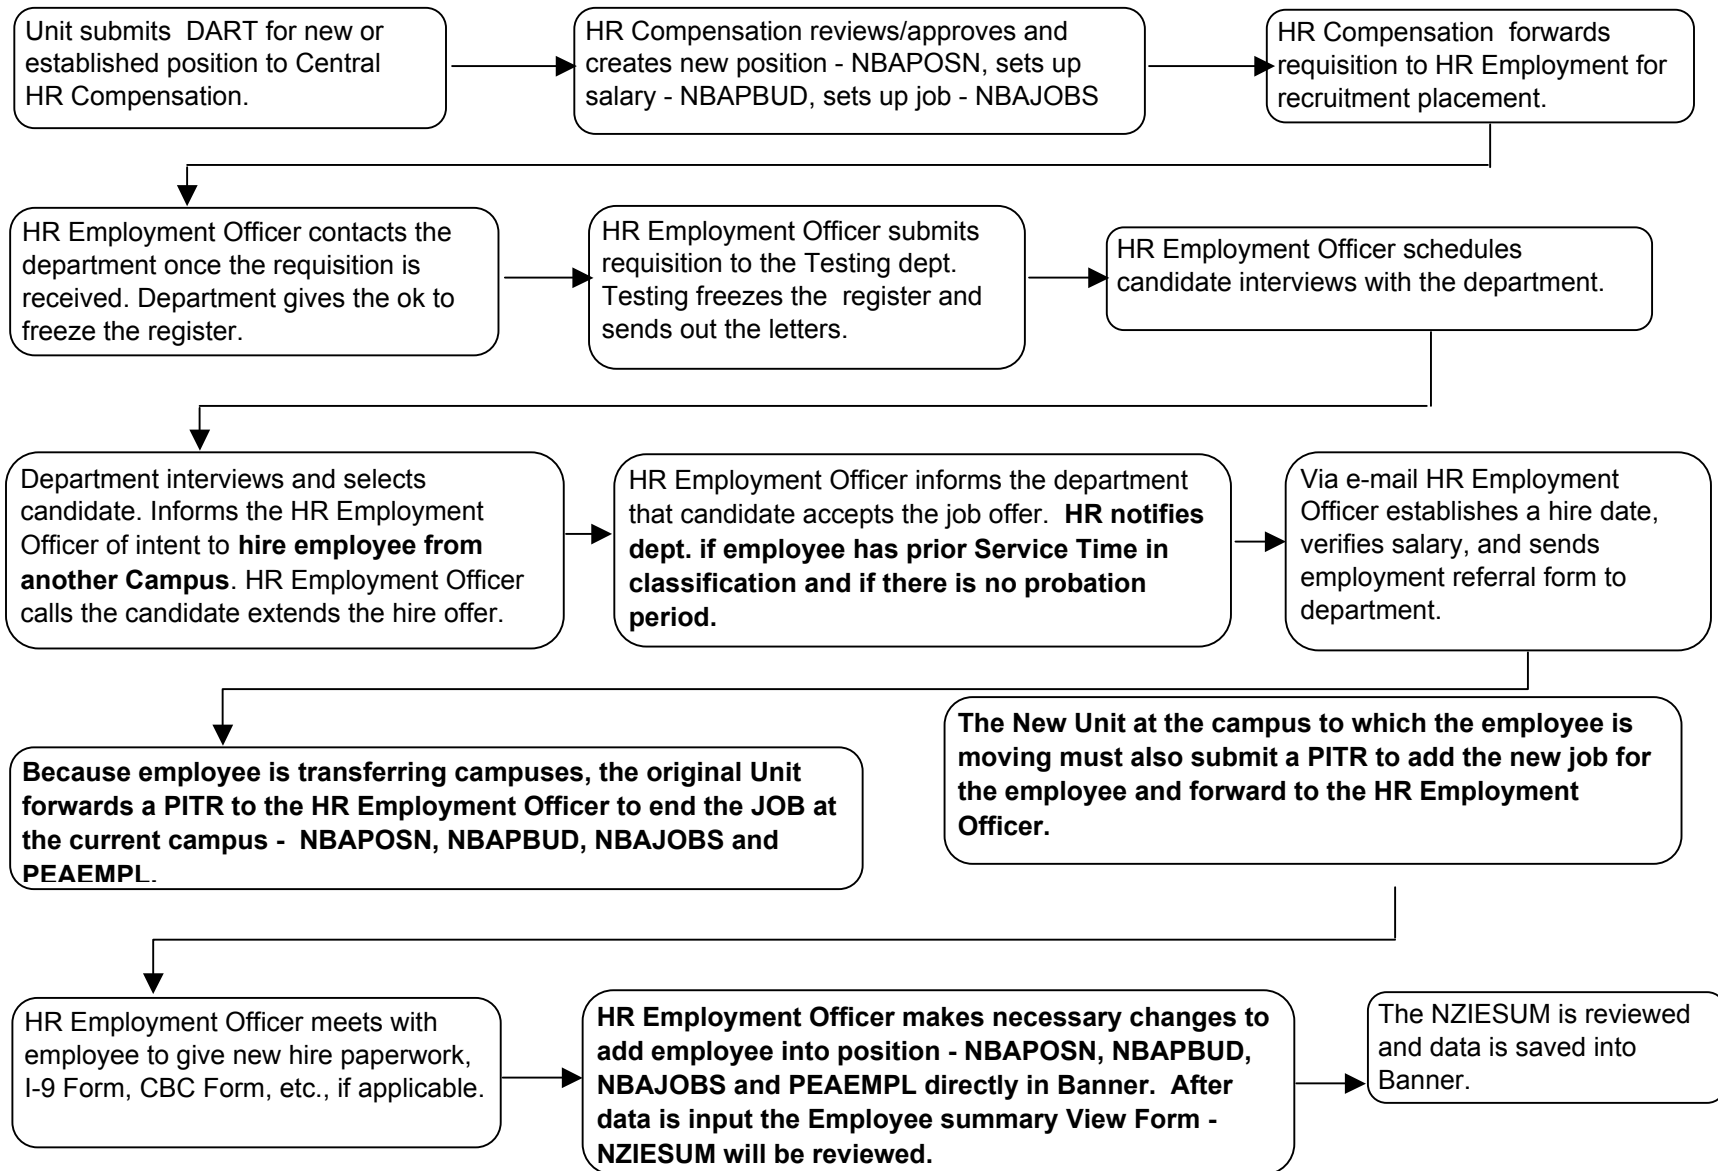 Unit submits  DART for new or
established position to Central
HR Compensation.
HR Compensation reviews/approves and
creates new position - NBAPOSN, sets up
salary - NBAPBUD, sets up job - NBAJOBS
HR Compensation  forwards
requisition to HR Employment for
recruitment placement.
HR Employment Officer contacts the
department once the requisition is
received. Department gives the ok to
freeze the register.
HR Employment Officer submits
requisition to the Testing dept.
Testing freezes the  register and
sends out the letters.
HR Employment Officer schedules
candidate interviews with the department.
Department interviews and selects
candidate. Informs the HR Employment
Officer of intent to hire employee from
another Campus. HR Employment Officer
calls the candidate extends the hire offer.
HR Employment Officer informs the department
that candidate accepts the job offer.  HR notifies
dept. if employee has prior Service Time in
classification and if there is no probation
period.
Via e-mail HR Employment
Officer establishes a hire date,
verifies salary, and sends
employment referral form to
department.
Because employee is transferring campuses, the original Unit
forwards a PITR to the HR Employment Officer to end the JOB at
the current campus -  NBAPOSN, NBAPBUD, NBAJOBS and
PEAEMPL.
The New Unit at the campus to which the employee is
moving must also submit a PITR to add the new job for
the employee and forward to the HR Employment
Officer.
HR Employment Officer meets with
employee to give new hire paperwork,
I-9 Form, CBC Form, etc., if applicable.
HR Employment Officer makes necessary changes to
add employee into position - NBAPOSN, NBAPBUD,
NBAJOBS and PEAEMPL directly in Banner.  After
data is input the Employee summary View Form -
NZIESUM will be reviewed.
The NZIESUM is reviewed
and data is saved into
Banner.